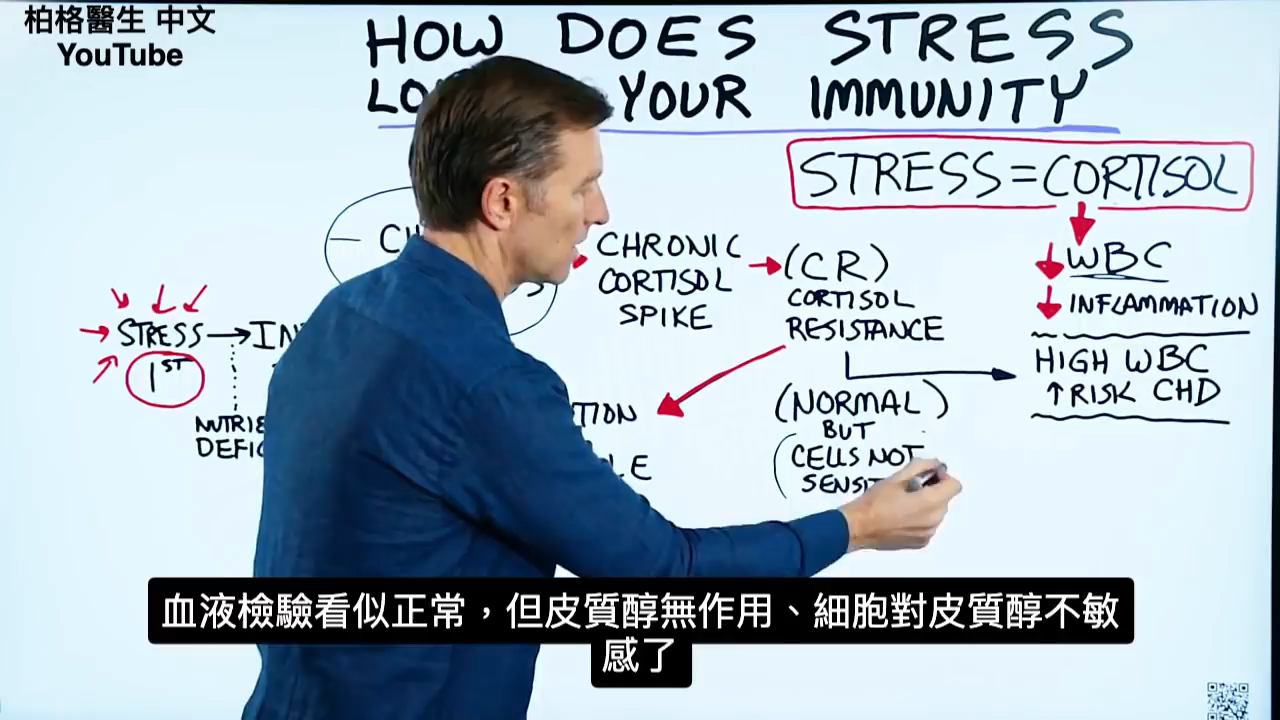 柏格醫生 中文
YouTube
HOW DOES STRESS
YOUR IMMUNITY
STRESS=CORTISOL
↓WBC
↓INFLAMMATION
HIGH WBC
↑RISK CHD
CHRONIC
CORTISOL
SPIKE
(CR)
CORTISOL
RESISTANCE
(NORMAL)
BUT
(CELLS NOT
STRESS
1ST
血液檢驗看似正常，但皮質醇無作用、細胞對皮質醇不敏
感了